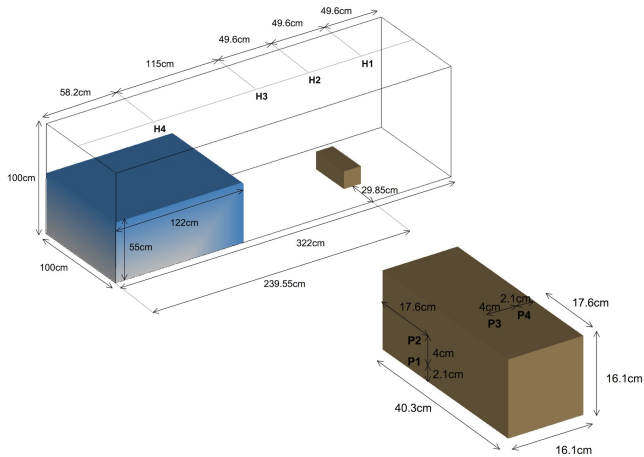 49.6cm
49.6cm
49.6cm
115cm
58.2cm
H1
H2
H3
H4
100cm
29.85cm
122cm
55cm
322cm
100cm
239.55cm
2.1cm
17.6cm
4cm
17.6cm
P4
P3
P2
4cm
P1
2.1cm
16.1cm
40.3cm
16.1cm